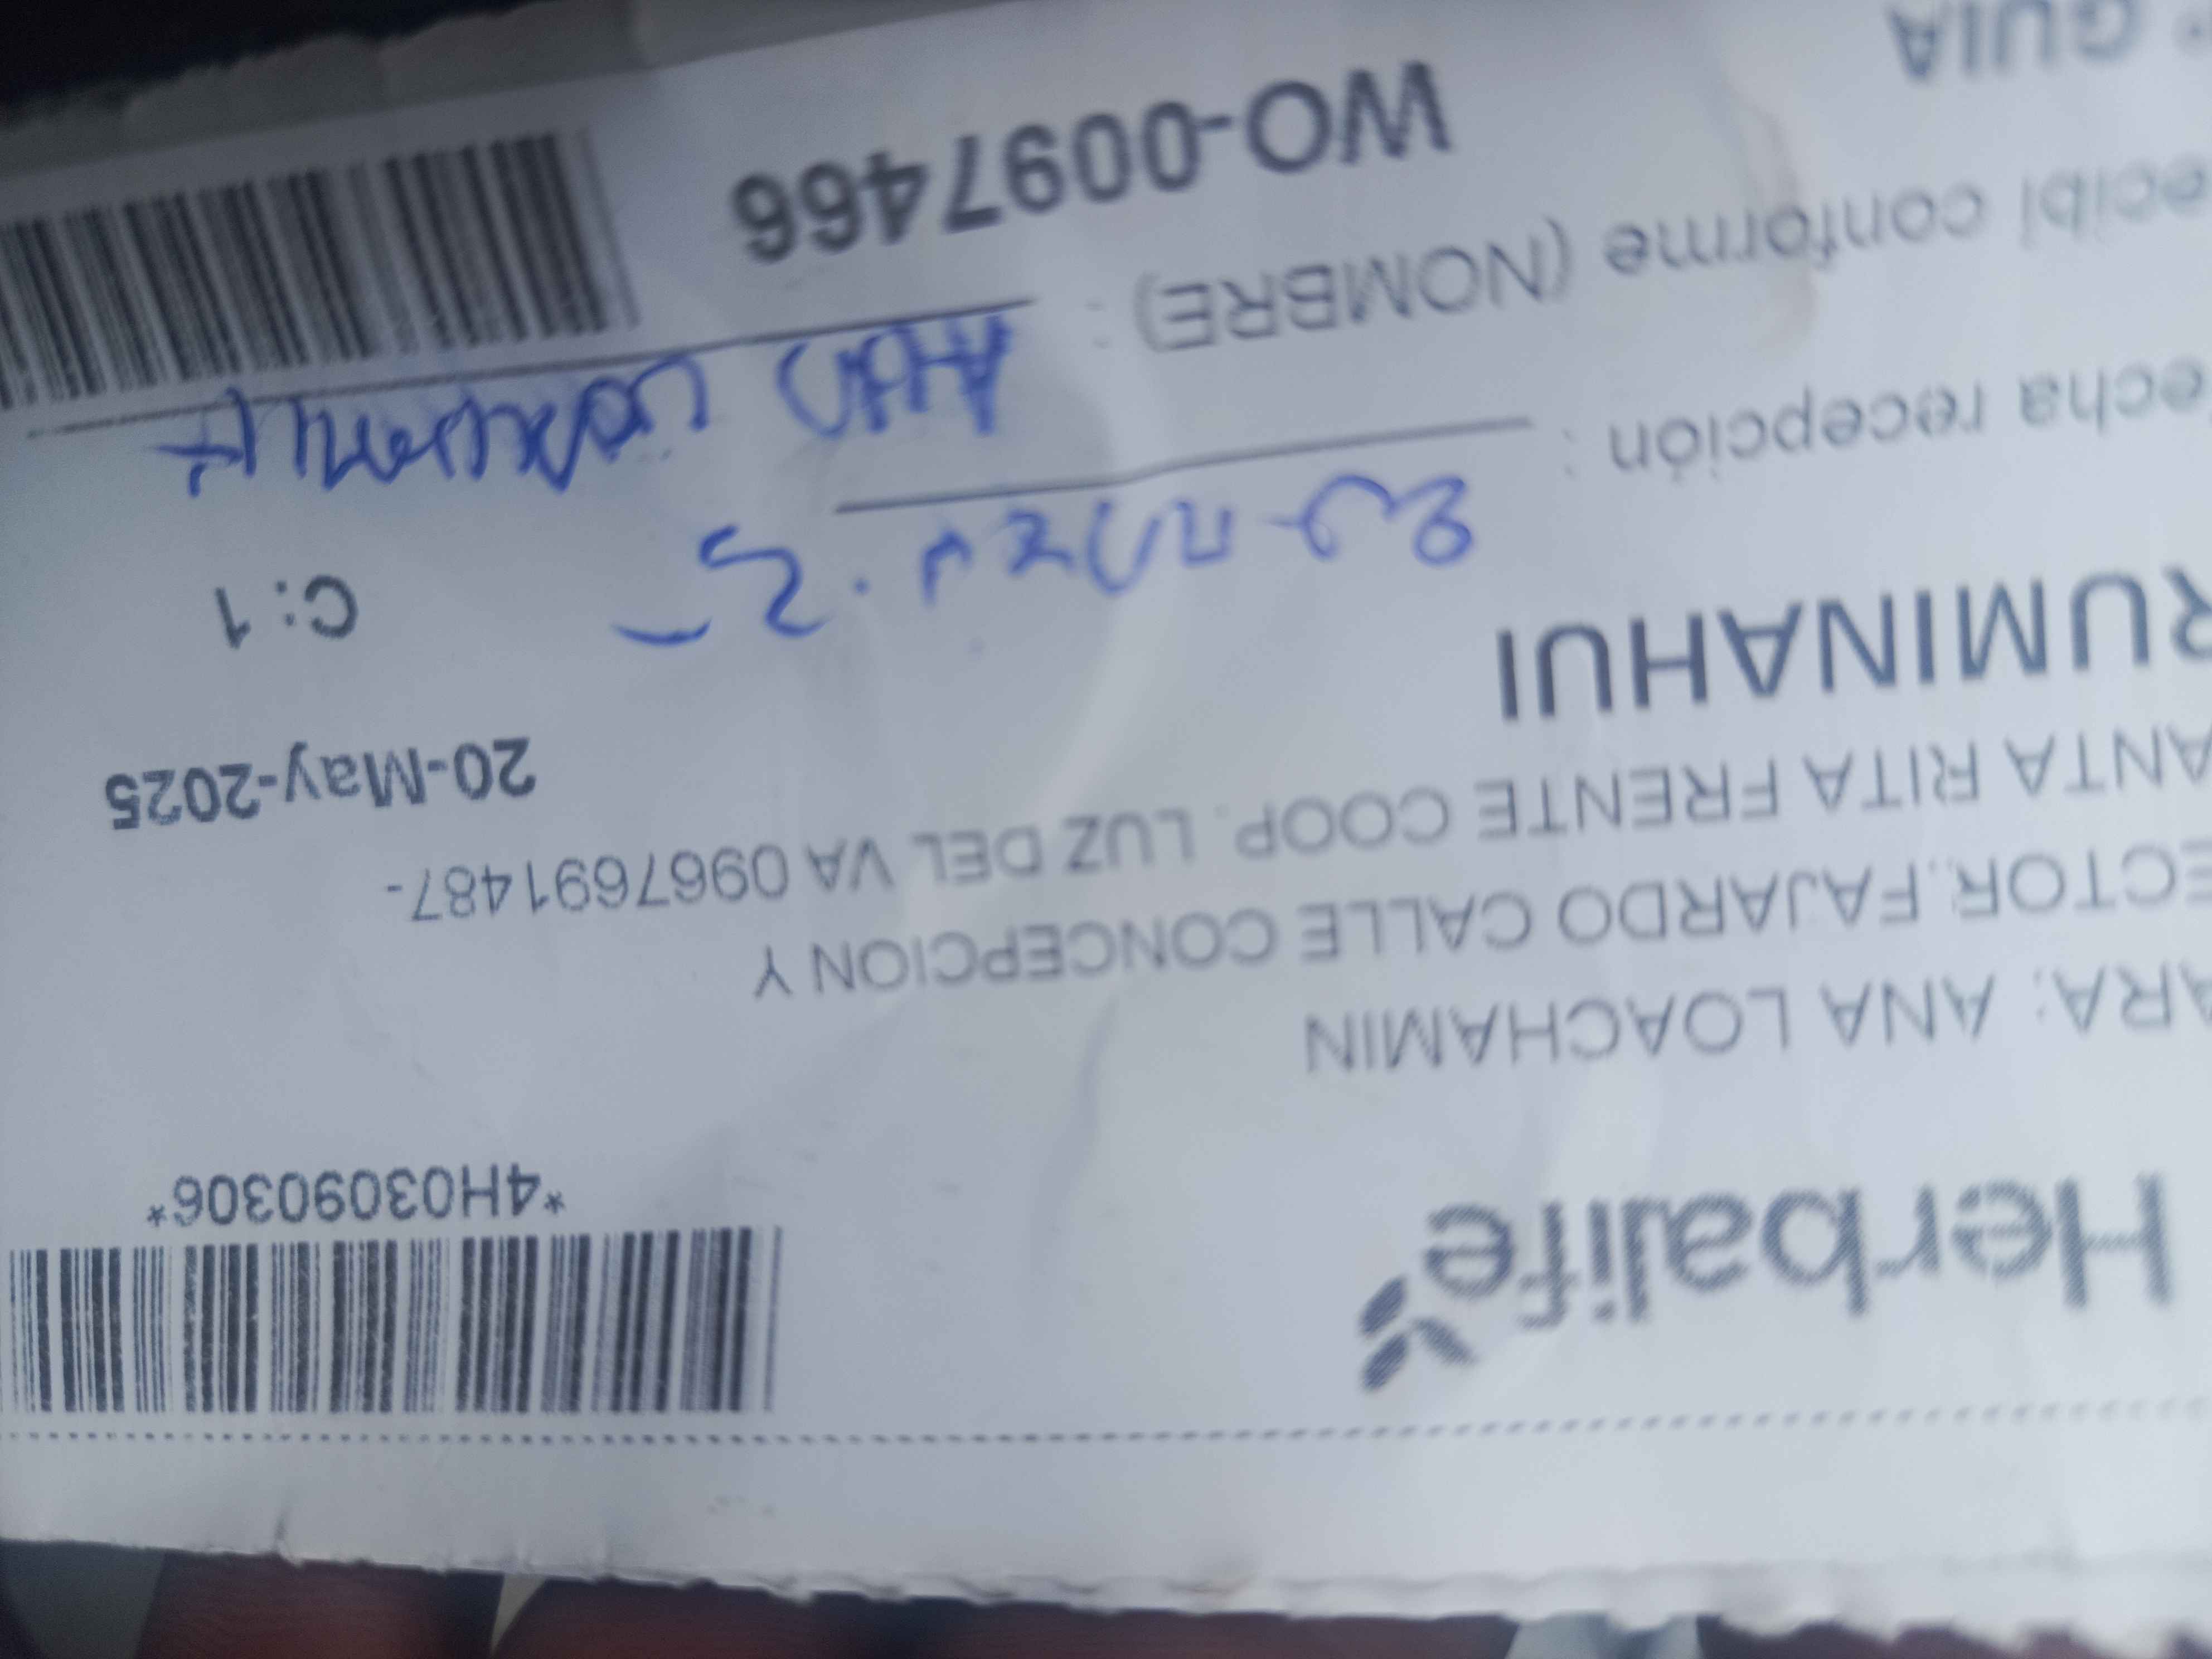 Herbalife
*4H03090306*
ARA: ANA LOACHAMIN
ECTOR.FAJARDO CALLE CONCEPCION Y
ANTA RITA FRENTE COOP. LUZ DEL VA 0967691487-
RUMINAHUI
20-May-2025
C: 1
echa recepción :
ecibí conforme (NOMBRE) :
° GUIA
WO-0097466